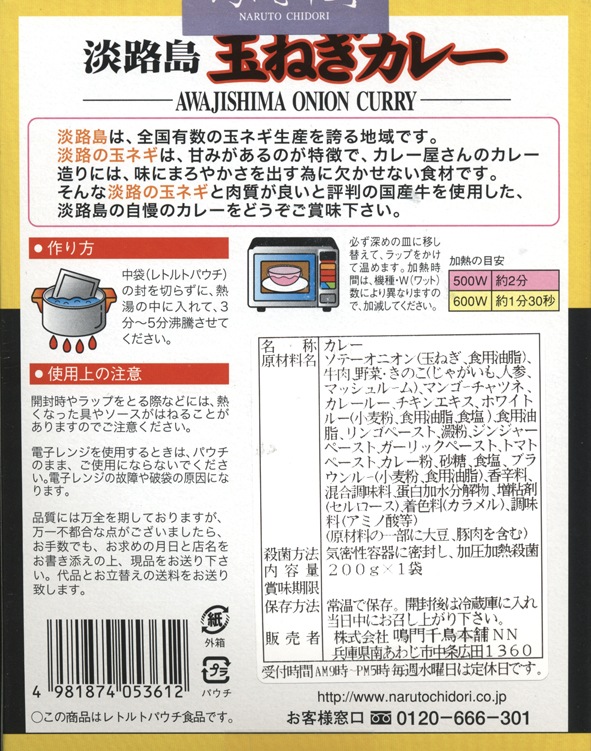 NARUTO CHIDORI
淡路島 玉ねぎカレー
AWAJISHIMA ONION CURRY
淡路島は、全国有数の玉ネギ生産を誇る地域です。
淡路の玉ネギは、甘みがあるのが特徴で、カレー屋さんのカレー
造りには、味にまろやかさを出す為に欠かせない食材です。
そんな淡路の玉ネギと肉質が良いと評判の国産牛を使用した、
淡路島の自慢のカレーをどうぞご賞味下さい。
●作り方
中袋(レトルトパウチ)
の封を切らずに、熱
湯の中に入れて、3
分〜5分沸騰させて
ください。
必ず深めの皿に移し
替えて、ラップをかけ
て温めます。加熱時
間は、機種・W(ワット)
数により異なりますの
で、加減してください。
加熱の目安
500W 約2分
600W 約1分30秒
●使用上の注意
開封時やラップをとる際などには、熱
くなった具やソースがはねることが
ありますのでご注意ください。
電子レンジを使用するときは、パウチ
のまま、ご使用にならないでくださ
い。電子レンジの故障や破袋の原因にな
ります。
品質には万全を期しておりますが、
万一不都合な点がございましたら、
お手数でも、お求めの月日と店名を
お書き添えの上、現品をお送り下さ
い。代品とお立替えの送料をお送り
致します。
名称 カレー
原材料名 ソテーオニオン(玉ねぎ、食用油脂)、
牛肉、野菜・きのこ(じゃがいも、人参、
マッシュルーム)、マンゴーチャツネ、
カレールー、チキンエキス、ホワイト
ルー(小麦粉、食用油脂、食塩)、食用油
脂、リンゴペースト、澱粉、ジンジャー
ペースト、ガーリックペースト、トマト
ペースト、カレー粉、砂糖、食塩、ブラ
ウンルー(小麦粉、食用油脂)、香辛料、
混合調味料、蛋白加水分解物、増粘剤
(セルロース)、着色料(カラメル)、調味
料(アミノ酸等)
(原材料の一部に大豆、豚肉を含む)
殺菌方法 気密性容器に密封し、加圧加熱殺菌
内容量 200g×1袋
賞味期限
保存方法 常温で保存。開封後は冷蔵庫に入れ
当日中にお召し上がり下さい。
販売者 株式会社 鳴門千鳥本舗NN
兵庫県南あわじ市中条広田1360
受付時間AM9時〜PM5時 毎週水曜日は定休日です。
紙
外箱
プラ
パウチ
4 981874 053612
○この商品はレトルトパウチ食品です。
http://www.narutochidori.co.jp
お客様窓口 0120-666-301